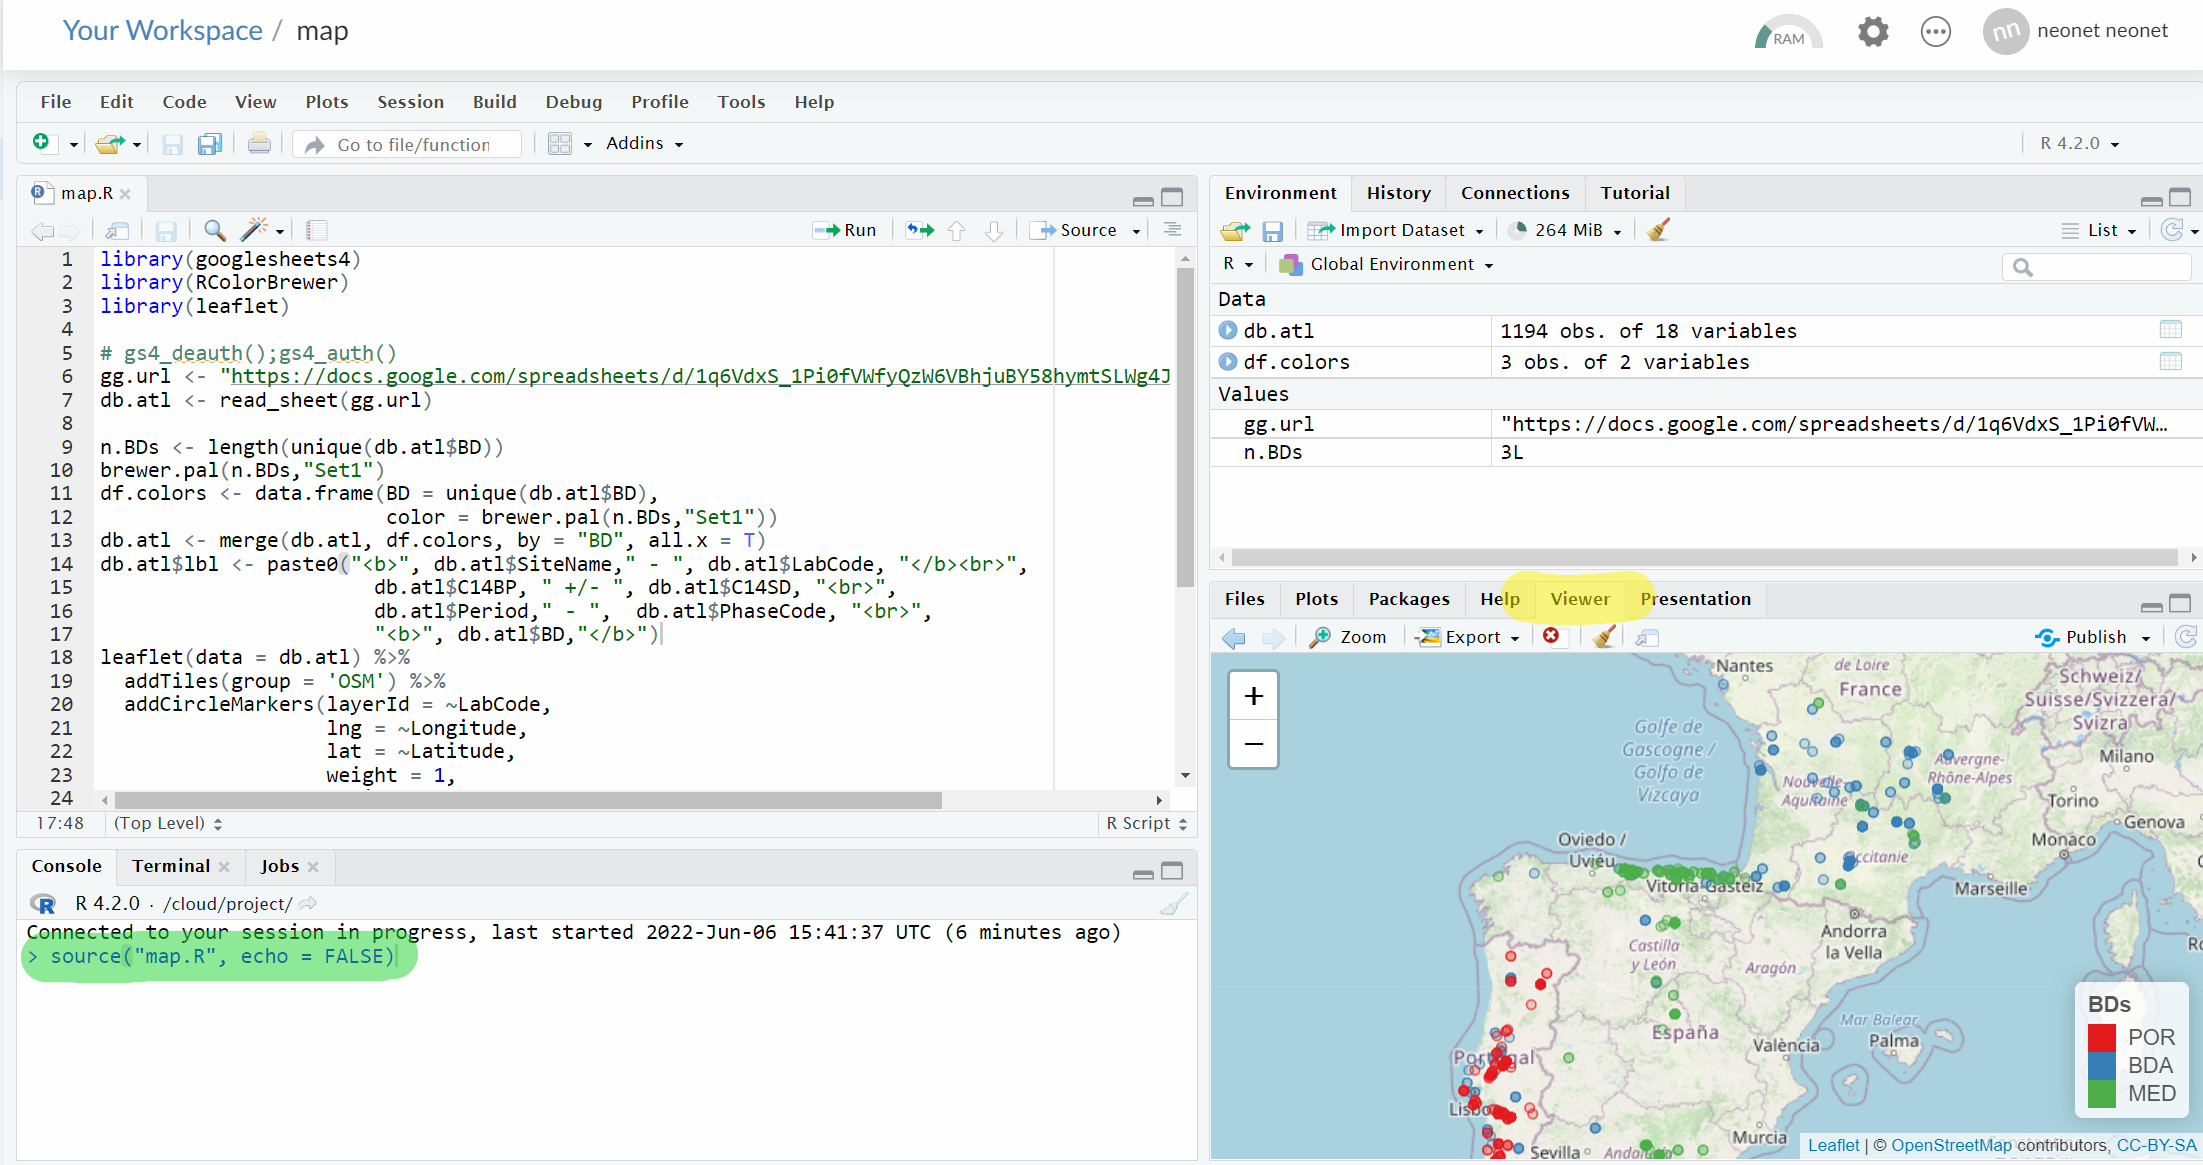 Your Workspace / map
RAM
nn neonet neonet
File Edit Code View Plots Session Build Debug Profile Tools Help
Go to file/function
Addins
R 4.2.0
map.R
Run
Source
1 library(googlesheets4)
2 library(RColorBrewer)
3 library(leaflet)
4
5 # gs4_deauth();gs4_auth()
6 gg.url <- "https://docs.google.com/spreadsheets/d/1q6VdxS_1Pi0fVWfyQzW6VBhjuBY58hymtSLWg4J
7 db.atl <- read_sheet(gg.url)
8
9 n.BDs <- length(unique(db.atl$BD))
10 brewer.pal(n.BDs,"Set1")
11 df.colors <- data.frame(BD = unique(db.atl$BD),
12 color = brewer.pal(n.BDs,"Set1"))
13 db.atl <- merge(db.atl, df.colors, by = "BD", all.x = T)
14 db.atl$lbl <- paste0("<b>", db.atl$SiteName," - ", db.atl$LabCode, "</b><br>",
15 db.atl$C14BP, " +/- ", db.atl$C14SD, "<br>",
16 db.atl$Period," - ",  db.atl$PhaseCode, "<br>",
17 "<b>", db.atl$BD,"</b>")
18 leaflet(data = db.atl) %>%
19 addTiles(group = 'OSM') %>%
20 addCircleMarkers(layerId = ~LabCode,
21 lng = ~Longitude,
22 lat = ~Latitude,
23 weight = 1,
24
17:48 (Top Level) R Script
Console Terminal Jobs
R 4.2.0 · /cloud/project/
Connected to your session in progress, last started 2022-Jun-06 15:41:37 UTC (6 minutes ago)
> source("map.R", echo = FALSE)
Environment History Connections Tutorial
Import Dataset
264 MiB
List
R Global Environment
Data
db.atl 1194 obs. of 18 variables
df.colors 3 obs. of 2 variables
Values
gg.url "https://docs.google.com/spreadsheets/d/1q6VdxS_1Pi0fVW…
n.BDs 3L
Files Plots Packages Help Viewer Presentation
Zoom Export Publish
+
−
Nantes
de Loire
France
Schweiz/
Suisse/Svizzera/
Svizra
Golfe de
Gascogne /
Golfo de
Vizcaya
Milano
Auvergne-
Rhône-Alpes
Nouvelle-
Aquitaine
Torino
Genova
Monaco
Oviedo /
Uviéu
Occitanie
Vitoria-Gasteiz
Marseille
Andorra
la Vella
Castilla
y León
Aragón
España
Mar Balear
Palma
València
Portugal
Lisboa
Murcia
Sevilla
BDs
POR
BDA
MED
Leaflet | © OpenStreetMap contributors, CC-BY-SA